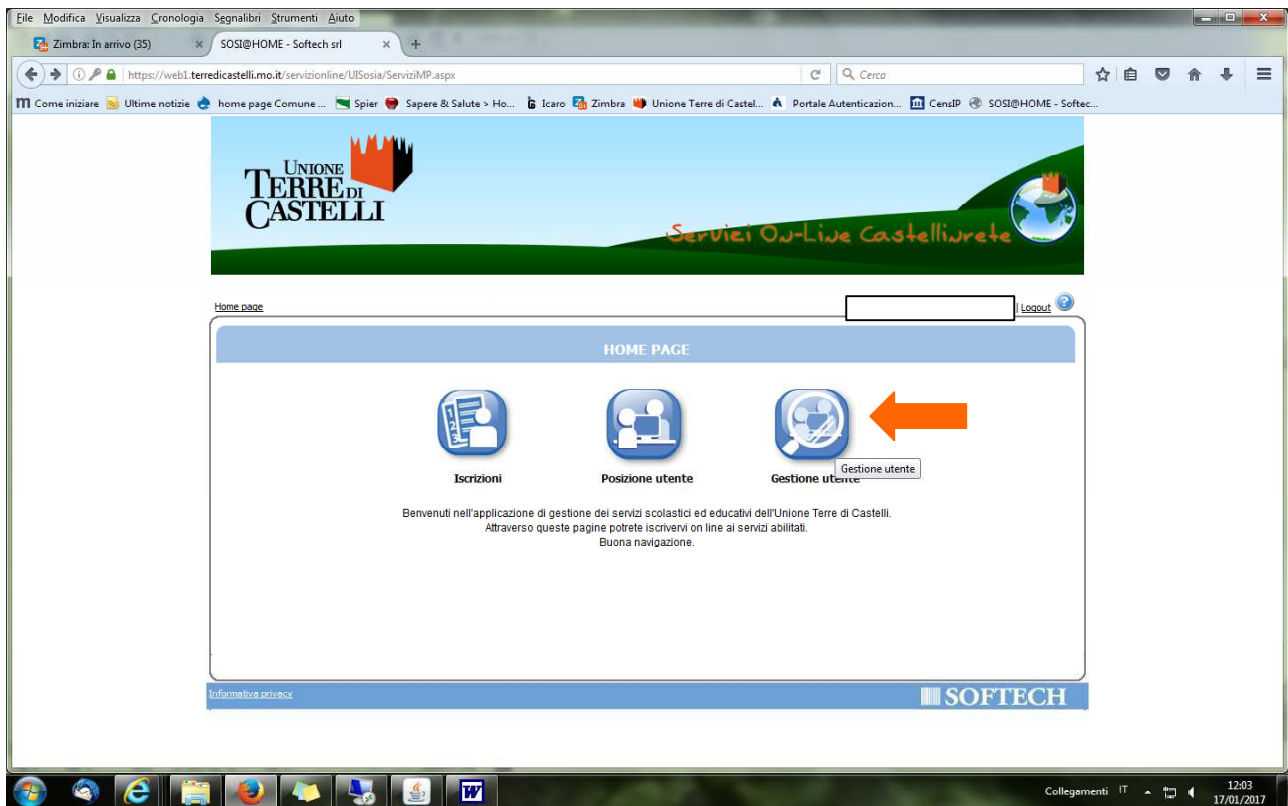 File Modifica Visualizza Cronologia Segnalibri Strumenti Aiuto
Zimbra: In arrivo (35) × SOSI@HOME - Softech srl × +
https://web1.terredicastelli.mo.it/servizionline/UISosia/ServiziMP.aspx Cerca
Come iniziare Ultime notizie home page Comune ... Spier Sapere & Salute > Ho... Icaro Zimbra Unione Terre di Castel... Portale Autenticazion... CensIP SOSI@HOME - Softec...
UNIONE
TERRE DI
CASTELLI
Servizi On-Line Castellinrete
Home page | Logout ?
HOME PAGE
1
2
3
Iscrizioni Posizione utente Gestione utente
Gestione utente
Benvenuti nell'applicazione di gestione dei servizi scolastici ed educativi dell'Unione Terre di Castelli.
Attraverso queste pagine potrete iscrivervi on line ai servizi abilitati.
Buona navigazione.
Informativa privacy SOFTECH
Collegamenti IT 12:03
17/01/2017